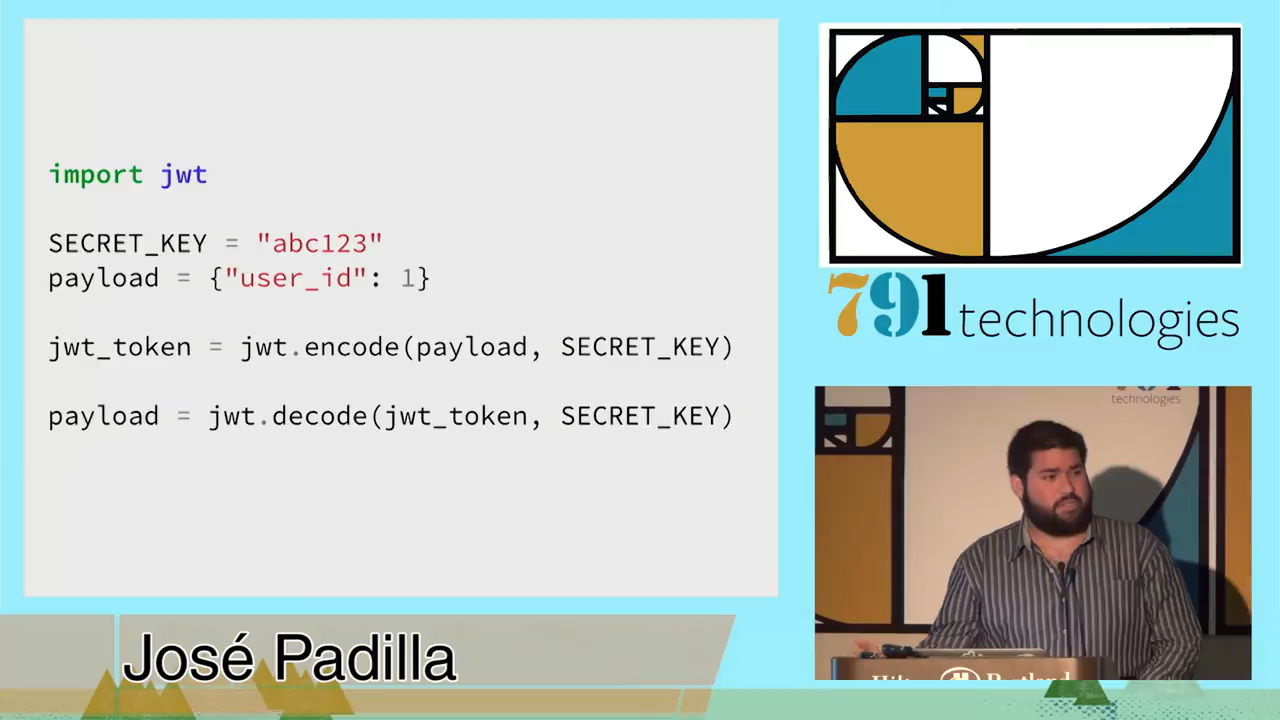 import jwt
SECRET_KEY = "abc123"
payload = {"user_id": 1}
jwt_token = jwt.encode(payload, SECRET_KEY)
payload = jwt.decode(jwt_token, SECRET_KEY)
791 technologies
technologies
José Padilla